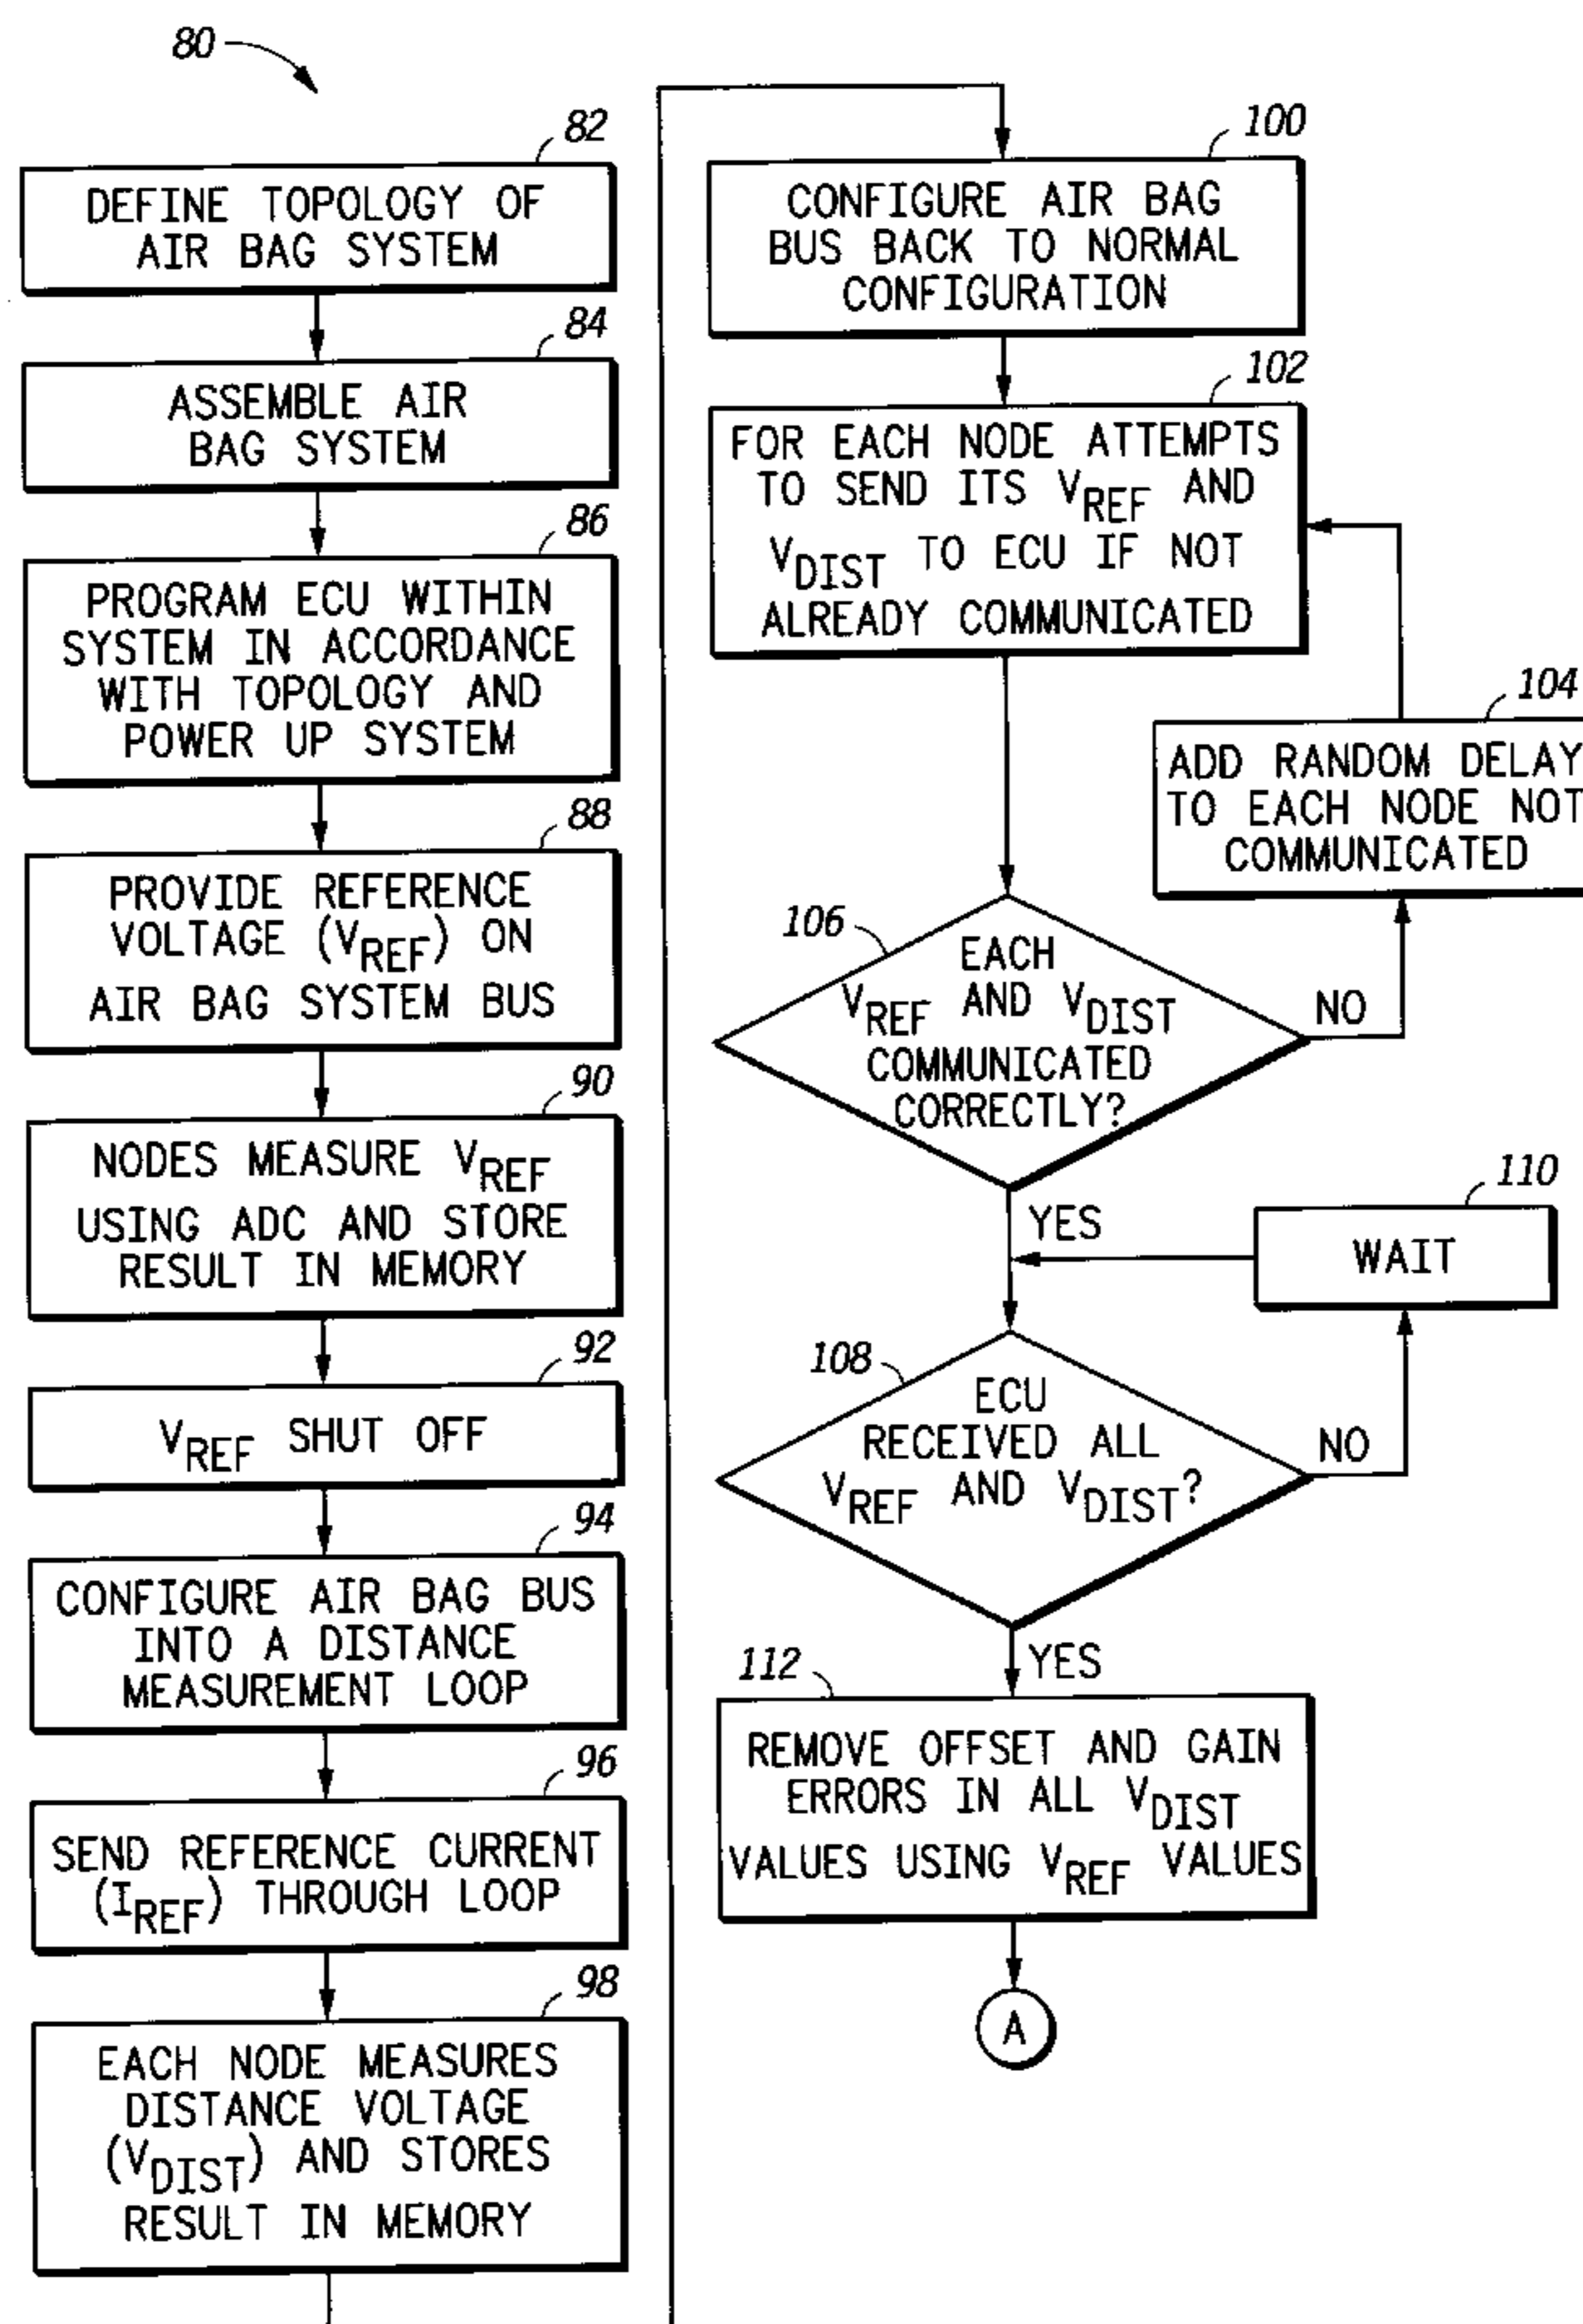 80
82
DEFINE TOPOLOGY OF
AIR BAG SYSTEM
84
ASSEMBLE AIR
BAG SYSTEM
86
PROGRAM ECU WITHIN
SYSTEM IN ACCORDANCE
WITH TOPOLOGY AND
POWER UP SYSTEM
88
PROVIDE REFERENCE
VOLTAGE (VREF) ON
AIR BAG SYSTEM BUS
90
NODES MEASURE VREF
USING ADC AND STORE
RESULT IN MEMORY
92
VREF SHUT OFF
94
CONFIGURE AIR BAG BUS
INTO A DISTANCE
MEASUREMENT LOOP
96
SEND REFERENCE CURRENT
(IREF) THROUGH LOOP
98
EACH NODE MEASURES
DISTANCE VOLTAGE
(VDIST) AND STORES
RESULT IN MEMORY
100
CONFIGURE AIR BAG
BUS BACK TO NORMAL
CONFIGURATION
102
FOR EACH NODE ATTEMPTS
TO SEND ITS VREF AND
VDIST TO ECU IF NOT
ALREADY COMMUNICATED
104
ADD RANDOM DELAY
TO EACH NODE NOT
COMMUNICATED
106
EACH
VREF AND VDIST
COMMUNICATED
CORRECTLY?
NO
YES
110
WAIT
108
ECU
RECEIVED ALL
VREF AND VDIST?
NO
YES
112
REMOVE OFFSET AND GAIN
ERRORS IN ALL VDIST
VALUES USING VREF VALUES
A